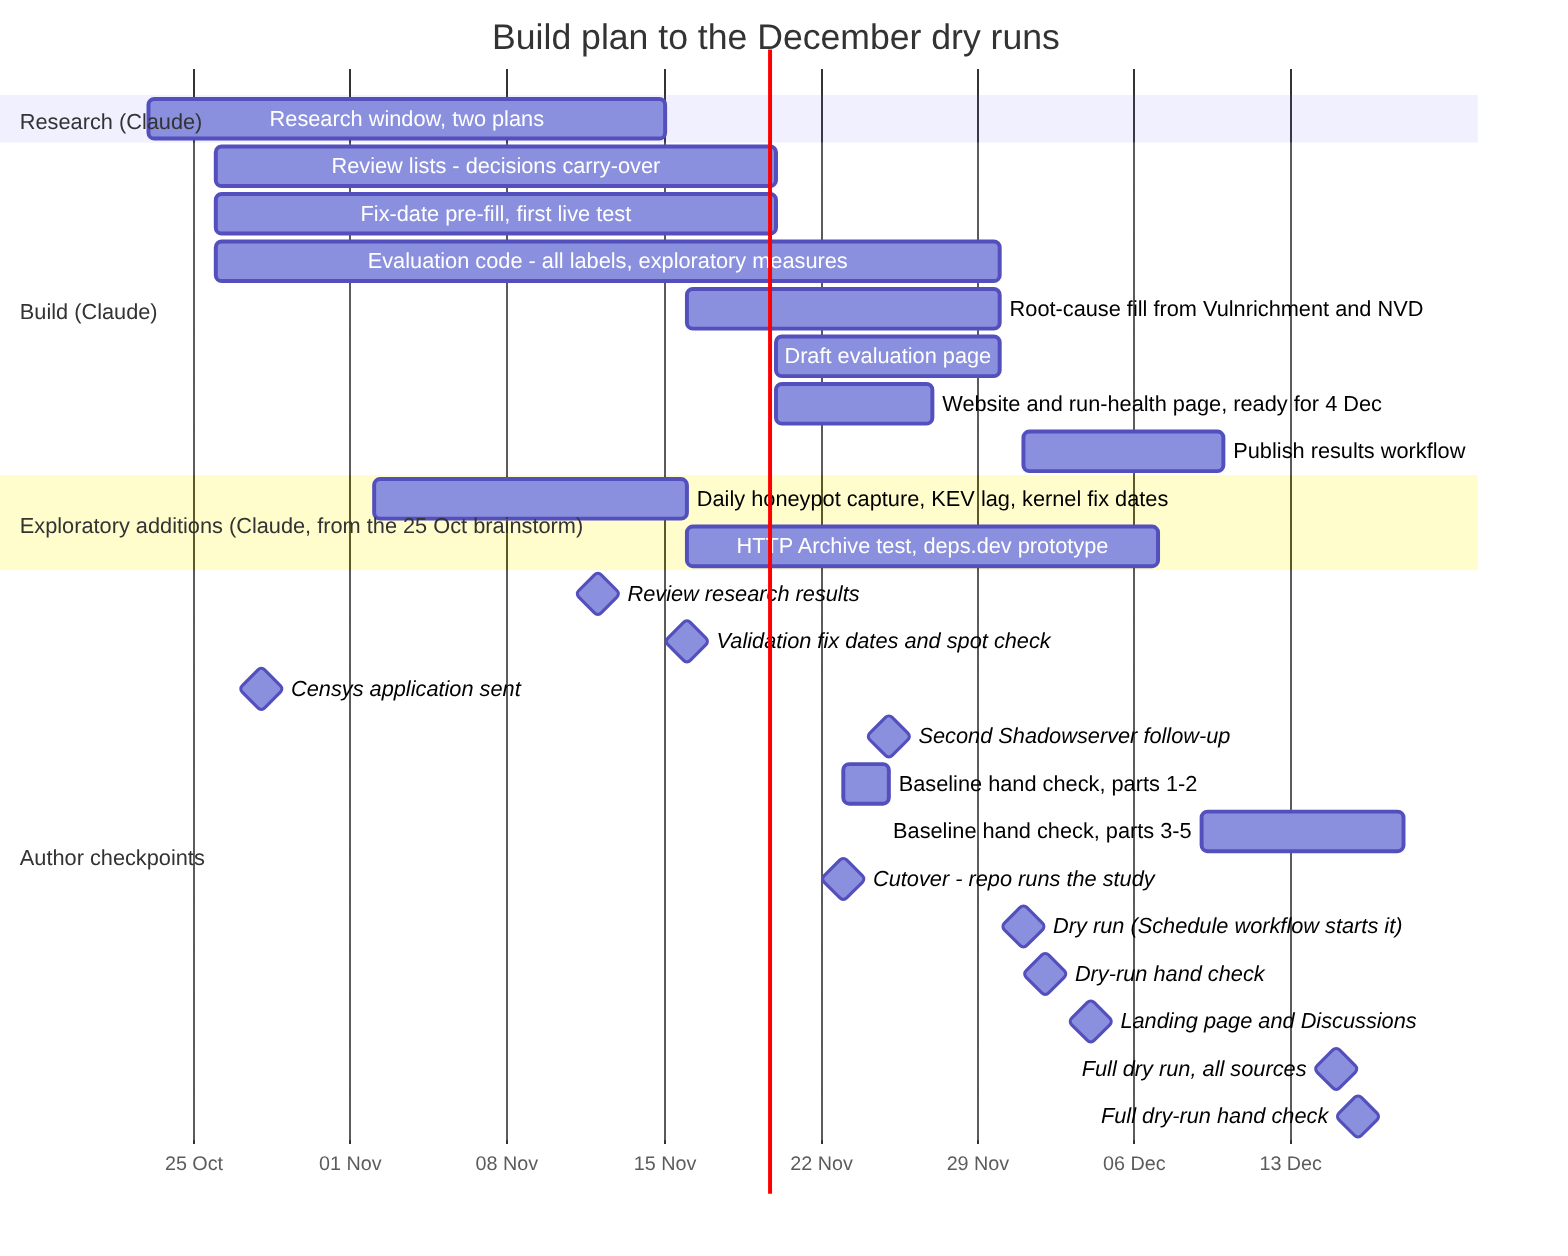 Build plan to the December dry runs
Research (Claude)
Research window, two plans
Build (Claude)
Review lists - decisions carry-over
Fix-date pre-fill, first live test
Evaluation code - all labels, exploratory measures
Root-cause fill from Vulnrichment and NVD
Draft evaluation page
Website and run-health page, ready for 4 Dec
Publish results workflow
Exploratory additions (Claude, from the 25 Oct brainstorm)
Daily honeypot capture, KEV lag, kernel fix dates
HTTP Archive test, deps.dev prototype
Author checkpoints
Review research results
Validation fix dates and spot check
Censys application sent
Second Shadowserver follow-up
Baseline hand check, parts 1-2
Baseline hand check, parts 3-5
Cutover - repo runs the study
Dry run (Schedule workflow starts it)
Dry-run hand check
Landing page and Discussions
Full dry run, all sources
Full dry-run hand check
25 Oct
01 Nov
08 Nov
15 Nov
22 Nov
29 Nov
06 Dec
13 Dec